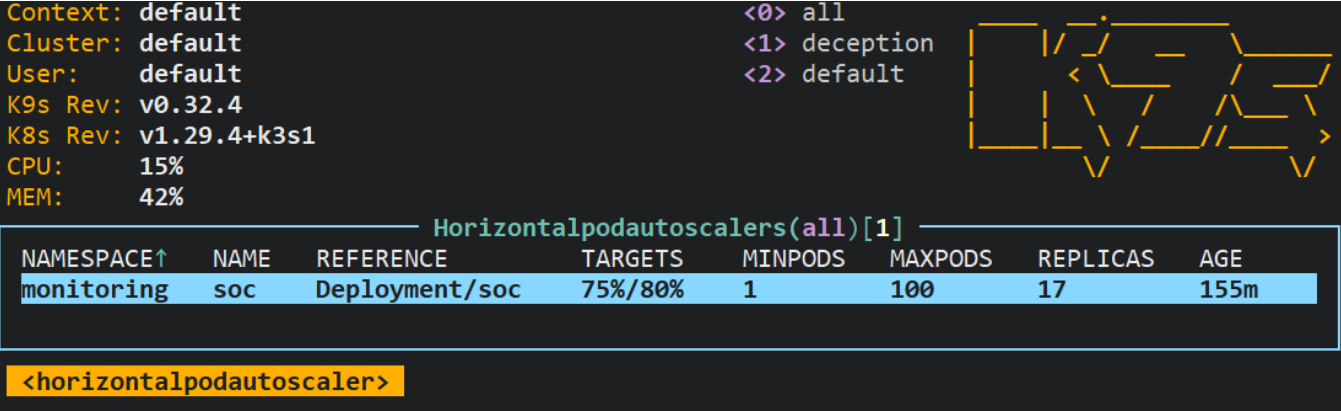 Context: default
Cluster: default
User: default
K9s Rev: v0.32.4
K8s Rev: v1.29.4+k3s1
CPU: 15%
MEM: 42%
<0> all
<1> deception
<2> default
K9s
Horizontalpodautoscalers(all)[1]
NAMESPACE↑ NAME REFERENCE TARGETS MINPODS MAXPODS REPLICAS AGE
monitoring soc Deployment/soc 75%/80% 1 100 17 155m
<horizontalpodautoscaler>